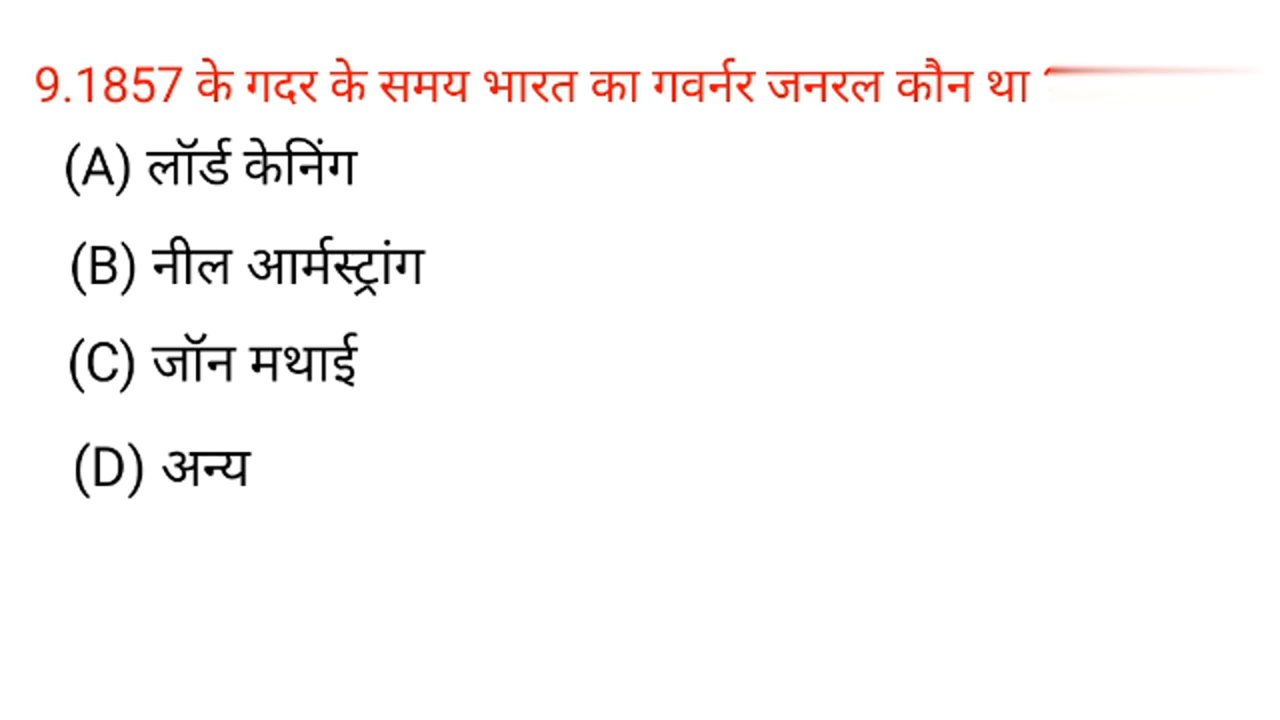 9.1857 के गदर के समय भारत का गवर्नर जनरल कौन था
(A) लॉर्ड केनिंग
(B) नील आर्मस्ट्रांग
(C) जॉन मथाई
(D) अन्य